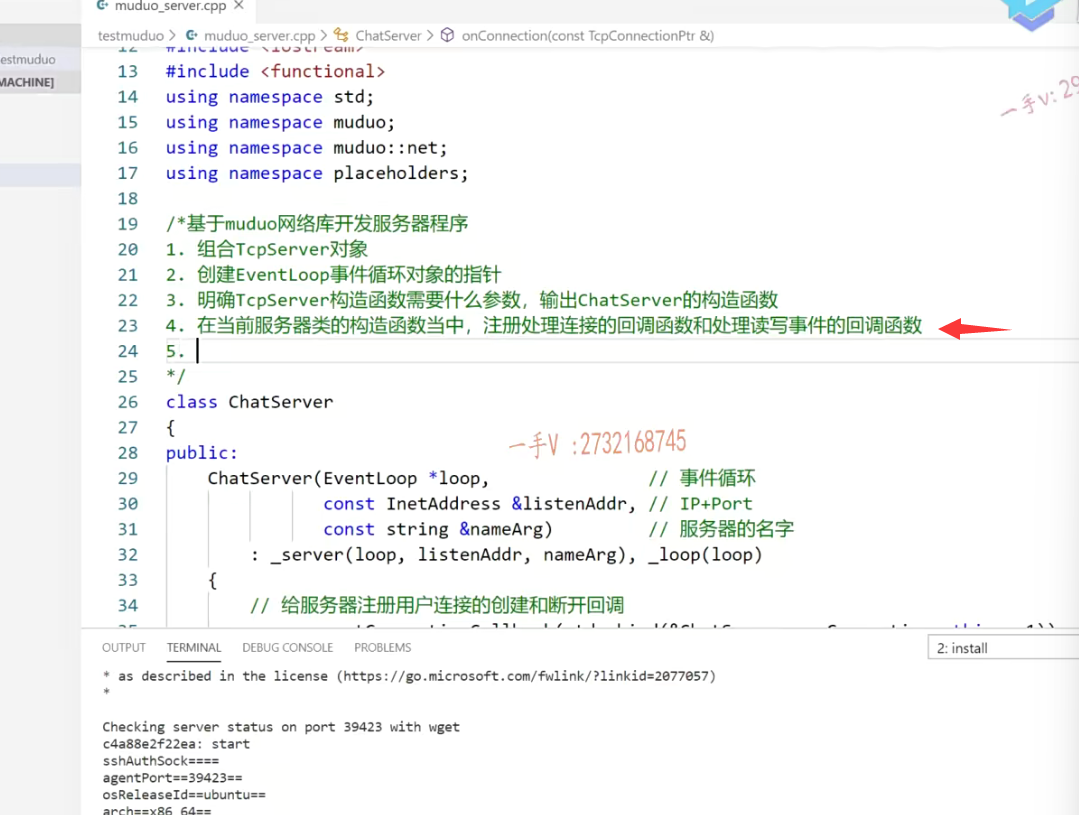 muduo_server.cpp ×
testmuduo > muduo_server.cpp > ChatServer > onConnection(const TcpConnectionPtr &)
estmuduo
MACHINE]
12 #include <iostream>
13 #include <functional>
14 using namespace std;
15 using namespace muduo;
16 using namespace muduo::net;
17 using namespace placeholders;
18
19 /*基于muduo网络库开发服务器程序
20 1. 组合TcpServer对象
21 2. 创建EventLoop事件循环对象的指针
22 3. 明确TcpServer构造函数需要什么参数，输出ChatServer的构造函数
23 4. 在当前服务器类的构造函数当中，注册处理连接的回调函数和处理读写事件的回调函数
24 5.
25 */
26 class ChatServer
27 {
28 public:
29 ChatServer(EventLoop *loop, // 事件循环
30 const InetAddress &listenAddr, // IP+Port
31 const string &nameArg) // 服务器的名字
32 : _server(loop, listenAddr, nameArg), _loop(loop)
33 {
34 // 给服务器注册用户连接的创建和断开回调
一手V：29
一手V :2732168745
OUTPUT TERMINAL DEBUG CONSOLE PROBLEMS 2: install
* as described in the license (https://go.microsoft.com/fwlink/?linkid=2077057)
*
Checking server status on port 39423 with wget
c4a88e2f22ea: start
sshAuthSock====
agentPort==39423==
osReleaseId==ubuntu==
arch==x86_64==